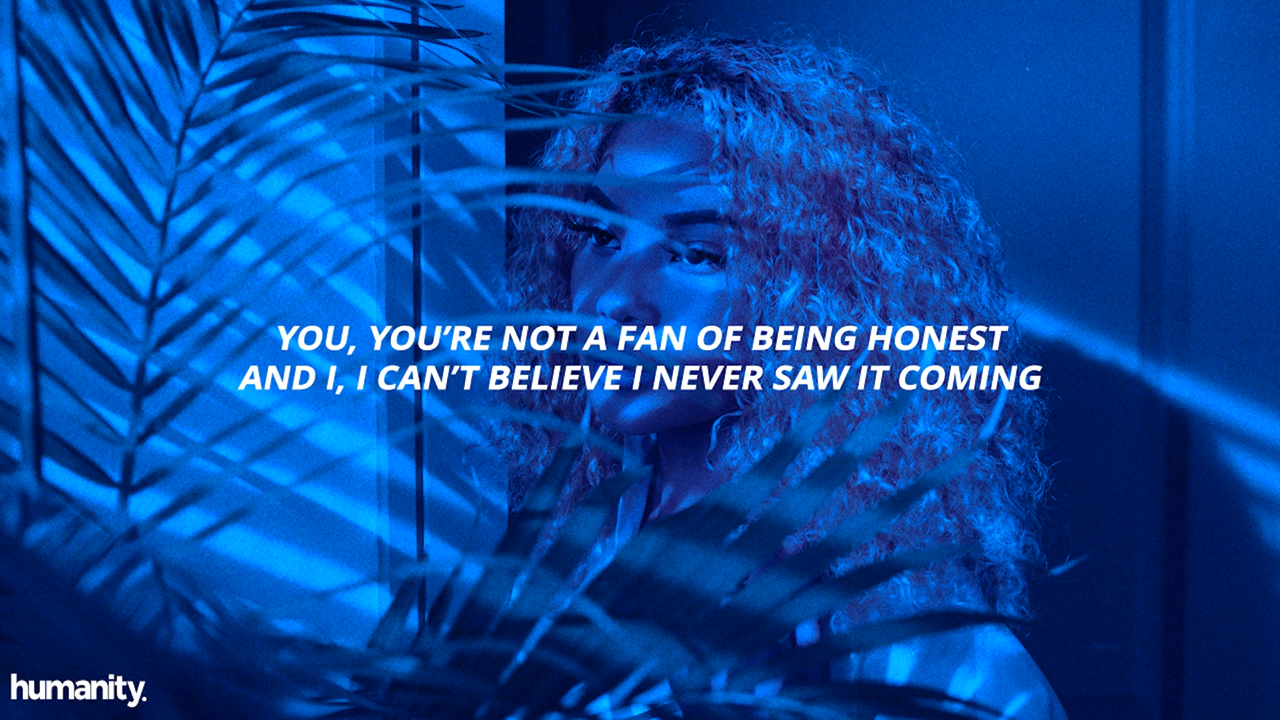 YOU, YOU'RE NOT A FAN OF BEING HONEST
AND I, I CAN'T BELIEVE I NEVER SAW IT COMING
humanity.